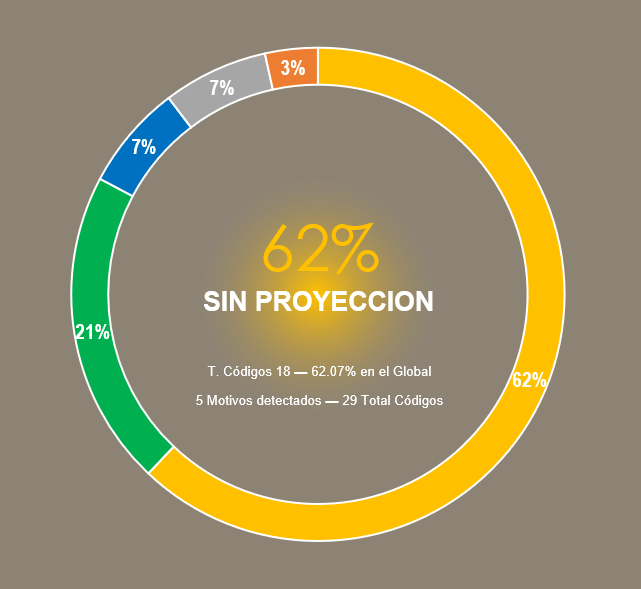 3%
7%
7%
62%
SIN PROYECCION
21%
T. Códigos 18 — 62.07% en el Global
62%
5 Motivos detectados — 29 Total Códigos